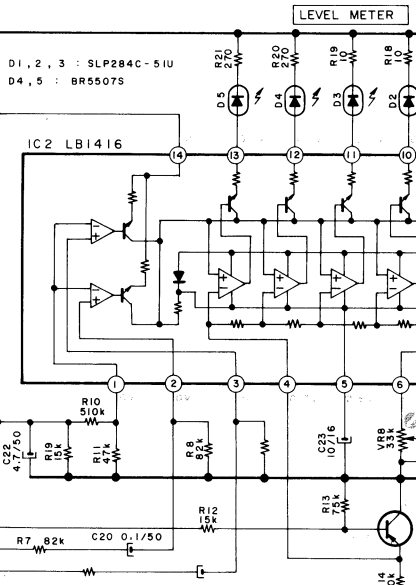 LEVEL METER
D1, 2, 3 : SLP284C-51U
D4, 5 : BR5507S
R21
270
R20
270
R19
10
R18
10
D5
D4
D3
D2
IC2 LB1416
14
13
12
11
10
-
+
-
+
+
-
+
-
+
-
+
-
1
2
3
4
5
6
R10
510k
C22
4.7/50
R19
15k
R11
47k
R8
82k
C23
10/16
VR8
33k
R13
75k
R12
15k
R7 82k
C20 0.1/50
14